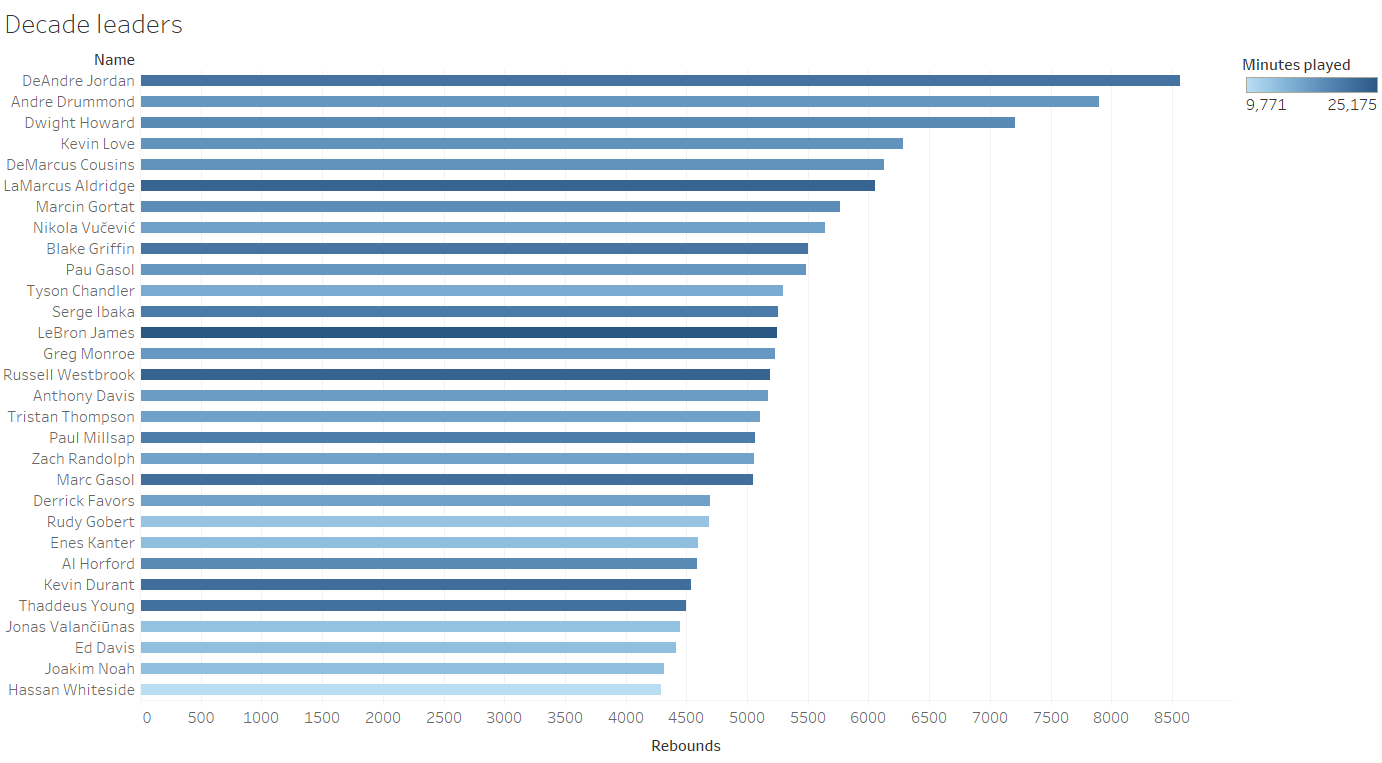 Decade leaders
Name
Minutes played
9,771 25,175
DeAndre Jordan
Andre Drummond
Dwight Howard
Kevin Love
DeMarcus Cousins
LaMarcus Aldridge
Marcin Gortat
Nikola Vučević
Blake Griffin
Pau Gasol
Tyson Chandler
Serge Ibaka
LeBron James
Greg Monroe
Russell Westbrook
Anthony Davis
Tristan Thompson
Paul Millsap
Zach Randolph
Marc Gasol
Derrick Favors
Rudy Gobert
Enes Kanter
Al Horford
Kevin Durant
Thaddeus Young
Jonas Valančiūnas
Ed Davis
Joakim Noah
Hassan Whiteside
0 500 1000 1500 2000 2500 3000 3500 4000 4500 5000 5500 6000 6500 7000 7500 8000 8500
Rebounds